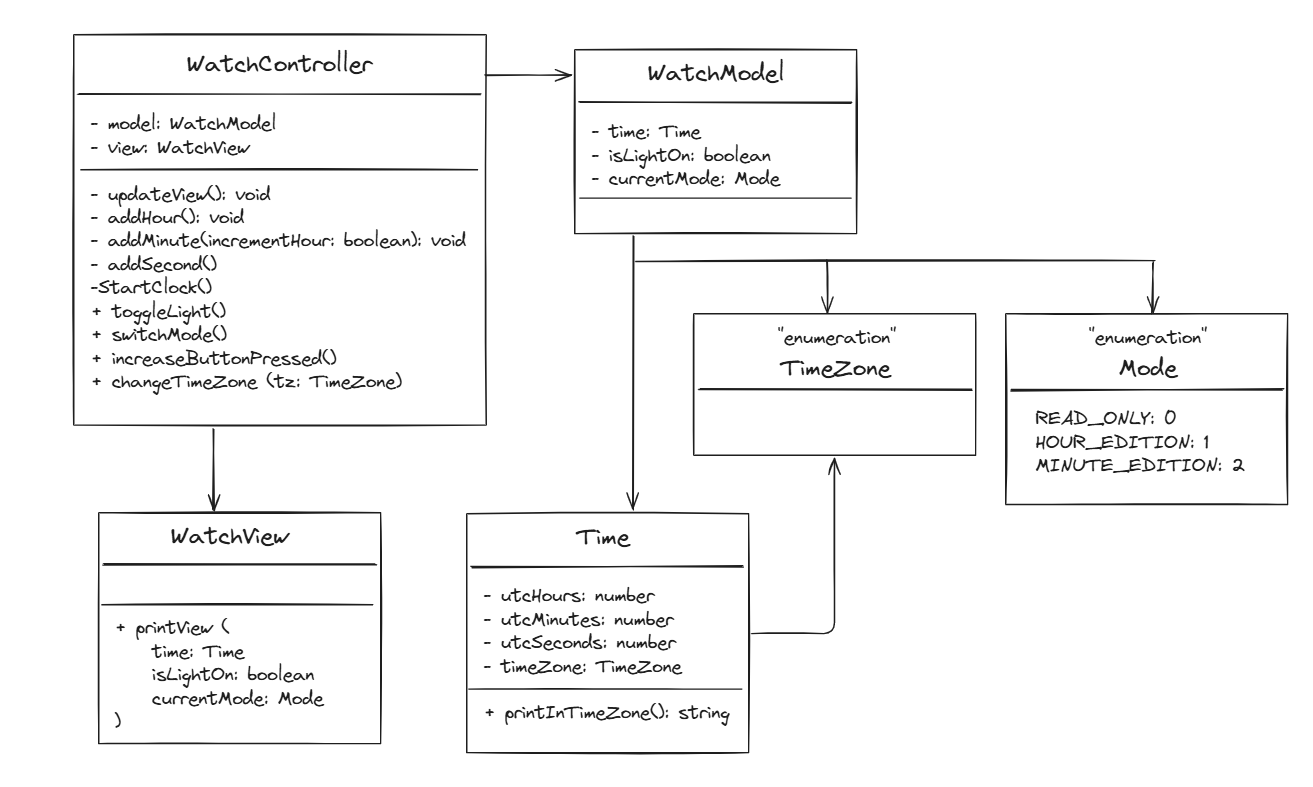 WatchController
- model: WatchModel
- view: WatchView
- updateView(): void
- addHour(): void
- addMinute(incrementHour: boolean): void
- addSecond()
-StartClock()
+ toggleLight()
+ switchMode()
+ increaseButtonPressed()
+ changeTimeZone (tz: TimeZone)
WatchModel
- time: Time
- isLightOn: boolean
- currentMode: Mode
"enumeration"
TimeZone
"enumeration"
Mode
READ_ONLY: 0
HOUR_EDITION: 1
MINUTE_EDITION: 2
WatchView
+ printView (
time: Time
isLightOn: boolean
currentMode: Mode
)
Time
- utcHours: number
- utcMinutes: number
- utcSeconds: number
- timeZone: TimeZone
+ printInTimeZone(): string